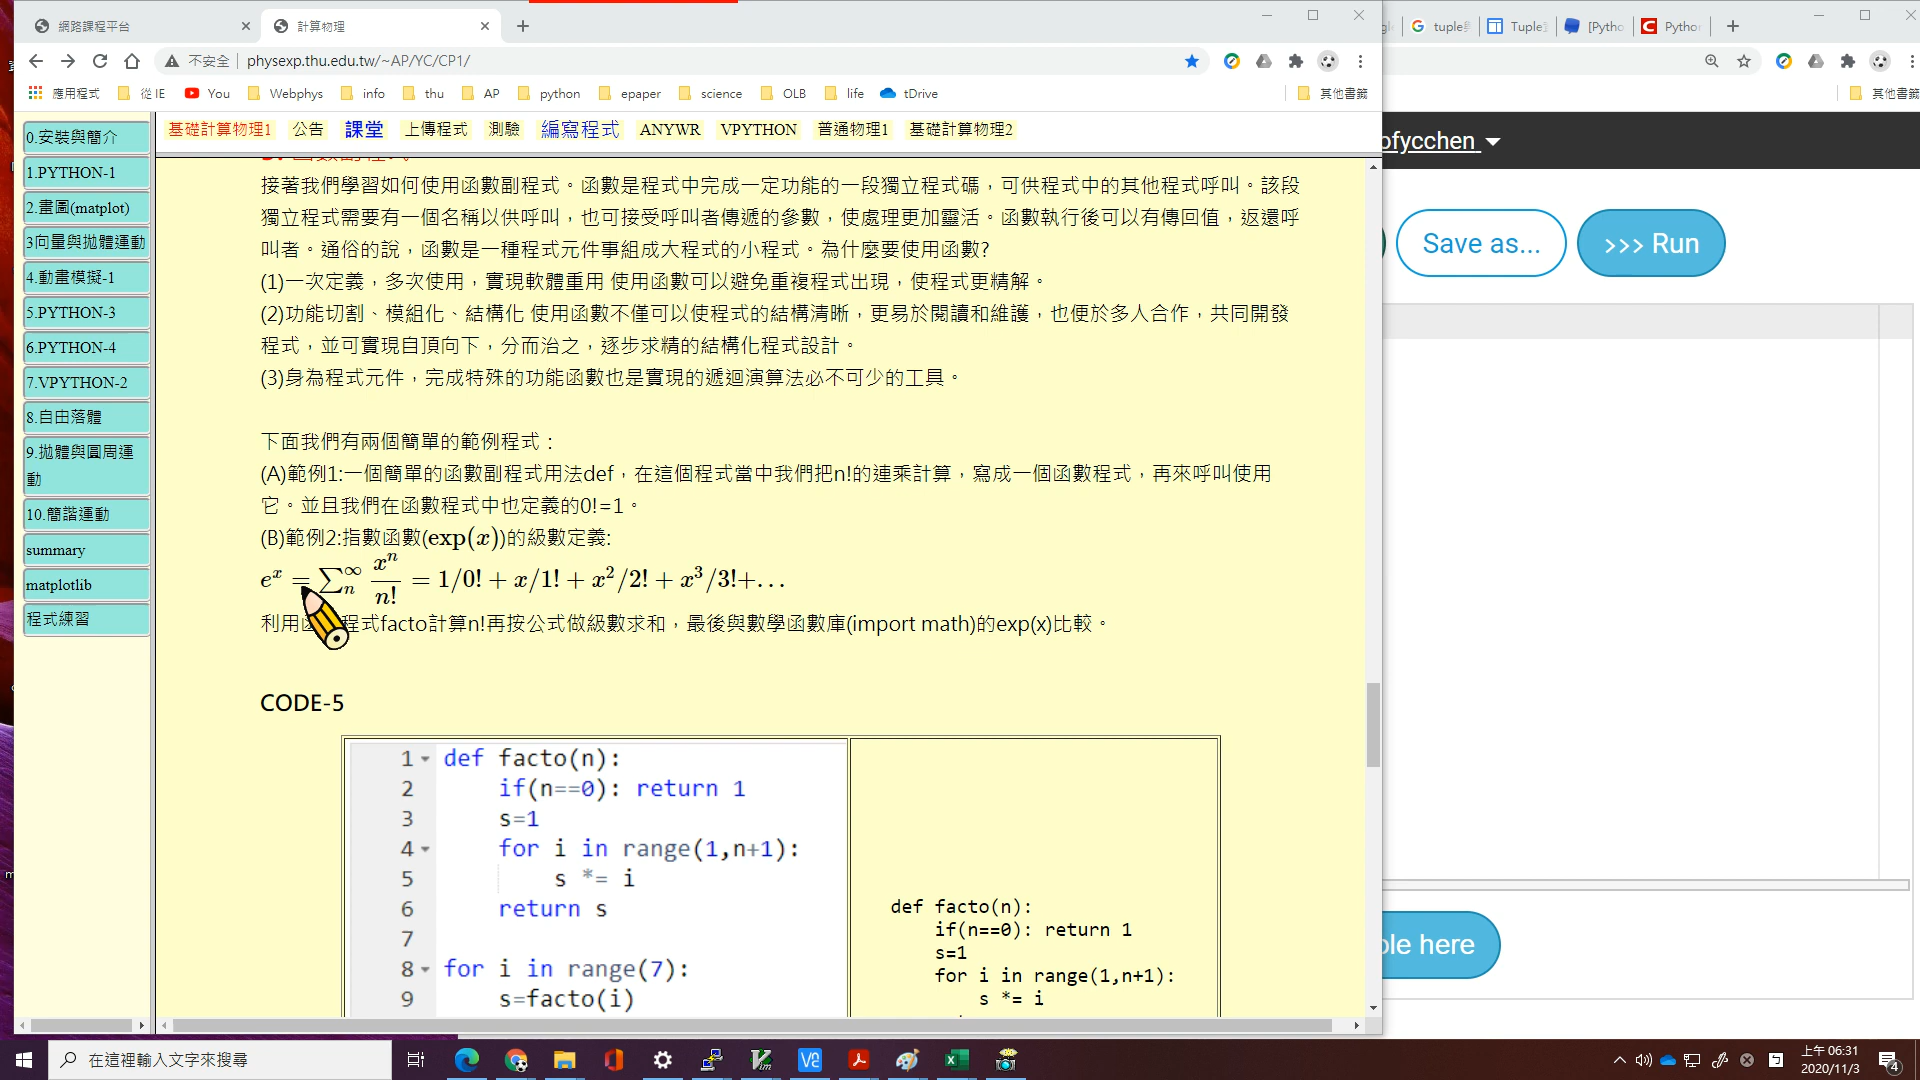 網路課程平台
計算物理
tuple
Tuple
[Pytho
Pytho
不安全
physexp.thu.edu.tw/~AP/YC/CP1/
應用程式
從 IE
You
Webphys
info
thu
AP
python
epaper
science
OLB
life
tDrive
其他書籤
其他書籤
基礎計算物理1 公告 課堂 上傳程式 測驗 編寫程式 ANYWR VPYTHON 普通物理1 基礎計算物理2
ofycchen
0.安裝與簡介
1.PYTHON-1
2.畫圖(matplot)
3向量與拋體運動
4.動畫模擬-1
5.PYTHON-3
6.PYTHON-4
7.VPYTHON-2
8.自由落體
9.拋體與圓周運
動
10.簡諧運動
summary
matplotlib
程式練習
接著我們學習如何使用函數副程式。函數是程式中完成一定功能的一段獨立程式碼，可供程式中的其他程式呼叫。該段
獨立程式需要有一個名稱以供呼叫，也可接受呼叫者傳遞的參數，使處理更加靈活。函數執行後可以有傳回值，返還呼
叫者。通俗的說，函數是一種程式元件事組成大程式的小程式。為什麼要使用函數?
(1)一次定義，多次使用，實現軟體重用 使用函數可以避免重複程式出現，使程式更精解。
(2)功能切割、模組化、結構化 使用函數不僅可以使程式的結構清晰，更易於閱讀和維護，也便於多人合作，共同開發
程式，並可實現自頂向下，分而治之，逐步求精的結構化程式設計。
(3)身為程式元件，完成特殊的功能函數也是實現的遞迴演算法必不可少的工具。
下面我們有兩個簡單的範例程式：
(A)範例1:一個簡單的函數副程式用法def，在這個程式當中我們把n!的連乘計算，寫成一個函數程式，再來呼叫使用
它。並且我們在函數程式中也定義的0!=1。
(B)範例2:指數函數(exp(x))的級數定義:
e^x = ∑_n^∞ x^n/n! = 1/0! + x/1! + x^2/2! + x^3/3!+…
利用函 程式facto計算n!再按公式做級數求和，最後與數學函數庫(import math)的exp(x)比較。
CODE-5
1 def facto(n):
2     if(n==0): return 1
3     s=1
4     for i in range(1,n+1):
5         s *= i
6     return s
7
8 for i in range(7):
9     s=facto(i)
def facto(n):
    if(n==0): return 1
    s=1
    for i in range(1,n+1):
        s *= i
Save as...
>>> Run
ble here
在這裡輸入文字來搜尋
上午 06:31
2020/11/3
4